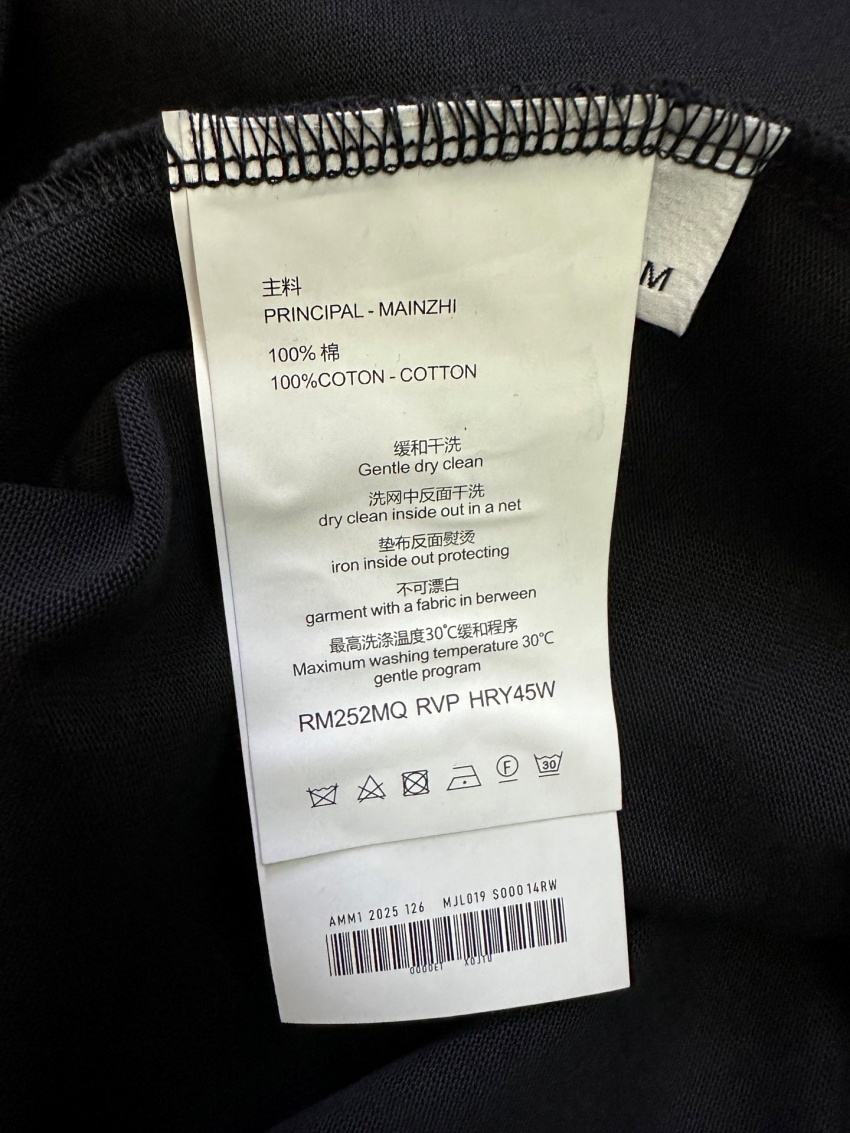 主料
PRINCIPAL - MAINZHI
100% 棉
100%COTON - COTTON
M
缓和干洗
Gentle dry clean
洗网中反面干洗
dry clean inside out in a net
垫布反面熨烫
iron inside out protecting
不可漂白
garment with a fabric in berween
最高洗涤温度30℃缓和程序
Maximum washing temperature 30℃
gentle program
RM252MQ RVP HRY45W
F
30
AMM1 2025 126 MJL019 S00014RW